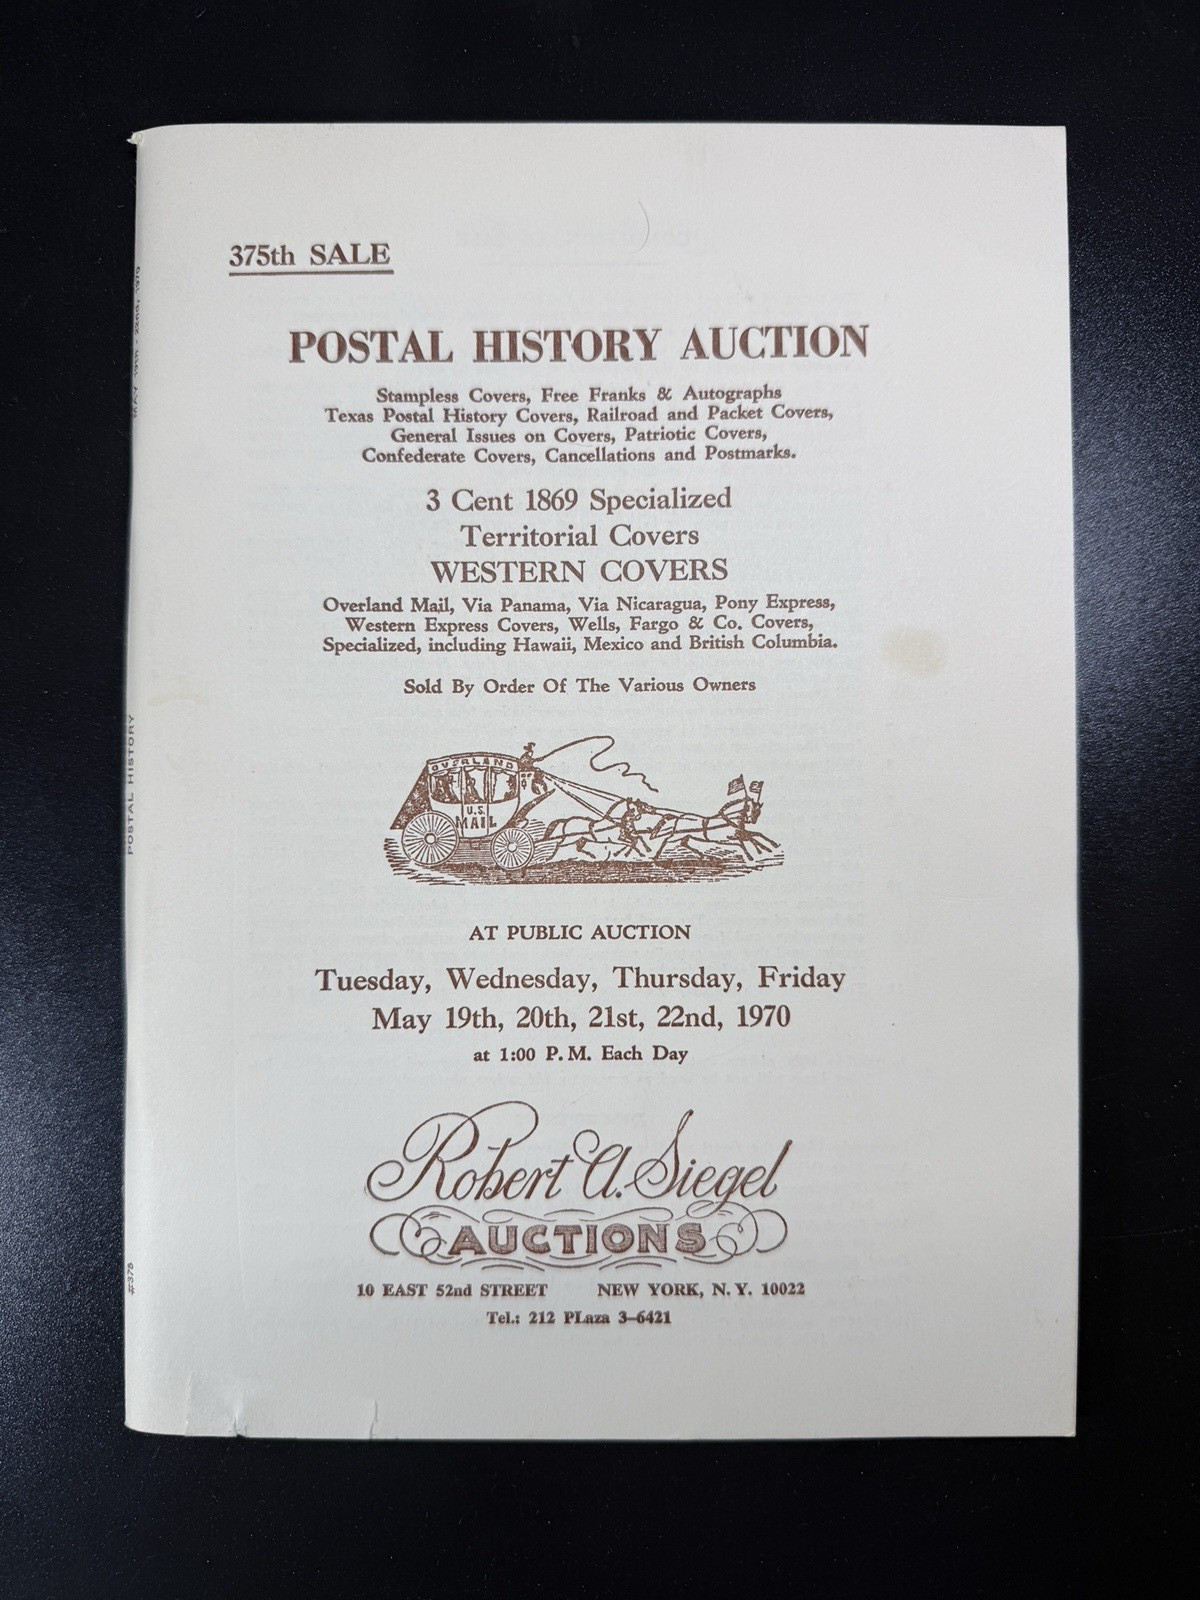 375th SALE
POSTAL HISTORY AUCTION
Stampless Covers, Free Franks & Autographs
Texas Postal History Covers, Railroad and Packet Covers,
General Issues on Covers, Patriotic Covers,
Confederate Covers, Cancellations and Postmarks.
3 Cent 1869 Specialized
Territorial Covers
WESTERN COVERS
Overland Mail, Via Panama, Via Nicaragua, Pony Express,
Western Express Covers, Wells, Fargo & Co. Covers,
Specialized, including Hawaii, Mexico and British Columbia.
Sold By Order Of The Various Owners
OVERLAND
U.S.
MAIL
AT PUBLIC AUCTION
Tuesday, Wednesday, Thursday, Friday
May 19th, 20th, 21st, 22nd, 1970
at 1:00 P.M. Each Day
Robert A. Siegel
AUCTIONS
10 EAST 52nd STREET NEW YORK, N. Y. 10022
Tel.: 212 PLaza 3-6421
MAY 19th - 22nd, 1970
POSTAL HISTORY